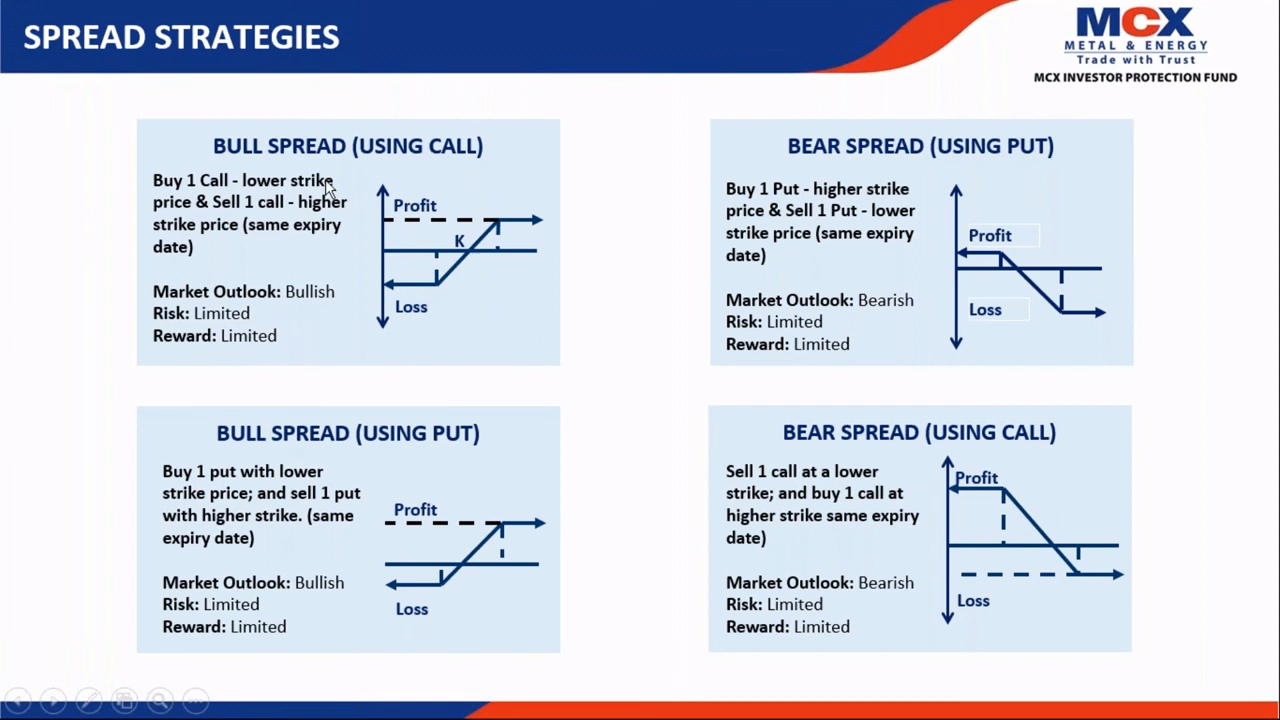 SPREAD STRATEGIES
MCX
METAL & ENERGY
Trade with Trust
MCX INVESTOR PROTECTION FUND
BULL SPREAD (USING CALL)
Buy 1 Call - lower strike
price & Sell 1 call - higher
strike price (same expiry
date)
Market Outlook: Bullish
Risk: Limited
Reward: Limited
Profit
K
Loss
BEAR SPREAD (USING PUT)
Buy 1 Put - higher strike
price & Sell 1 Put - lower
strike price (same expiry
date)
Market Outlook: Bearish
Risk: Limited
Reward: Limited
Profit
Loss
BULL SPREAD (USING PUT)
Buy 1 put with lower
strike price; and sell 1 put
with higher strike. (same
expiry date)
Market Outlook: Bullish
Risk: Limited
Reward: Limited
Profit
Loss
BEAR SPREAD (USING CALL)
Sell 1 call at a lower
strike; and buy 1 call at
higher strike same expiry
date)
Market Outlook: Bearish
Risk: Limited
Reward: Limited
Profit
Loss